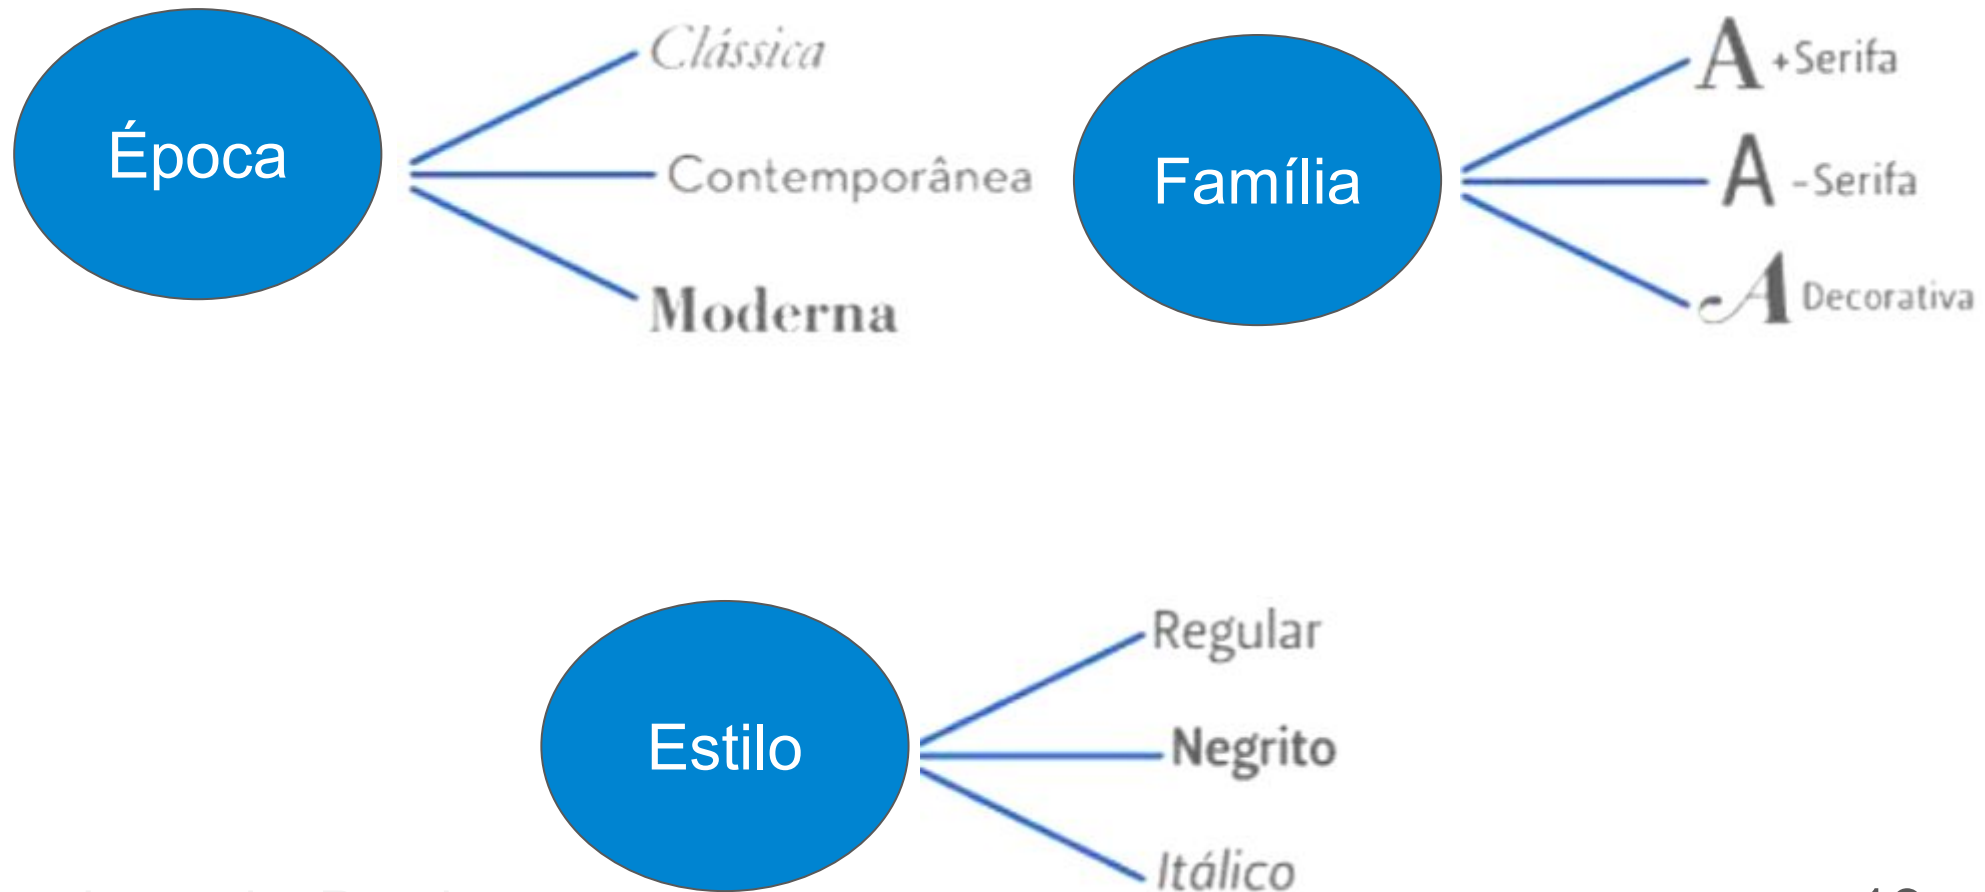 Época
Clássica
Contemporânea
Moderna
Família
A +Serifa
A -Serifa
A Decorativa
Estilo
Regular
Negrito
Itálico